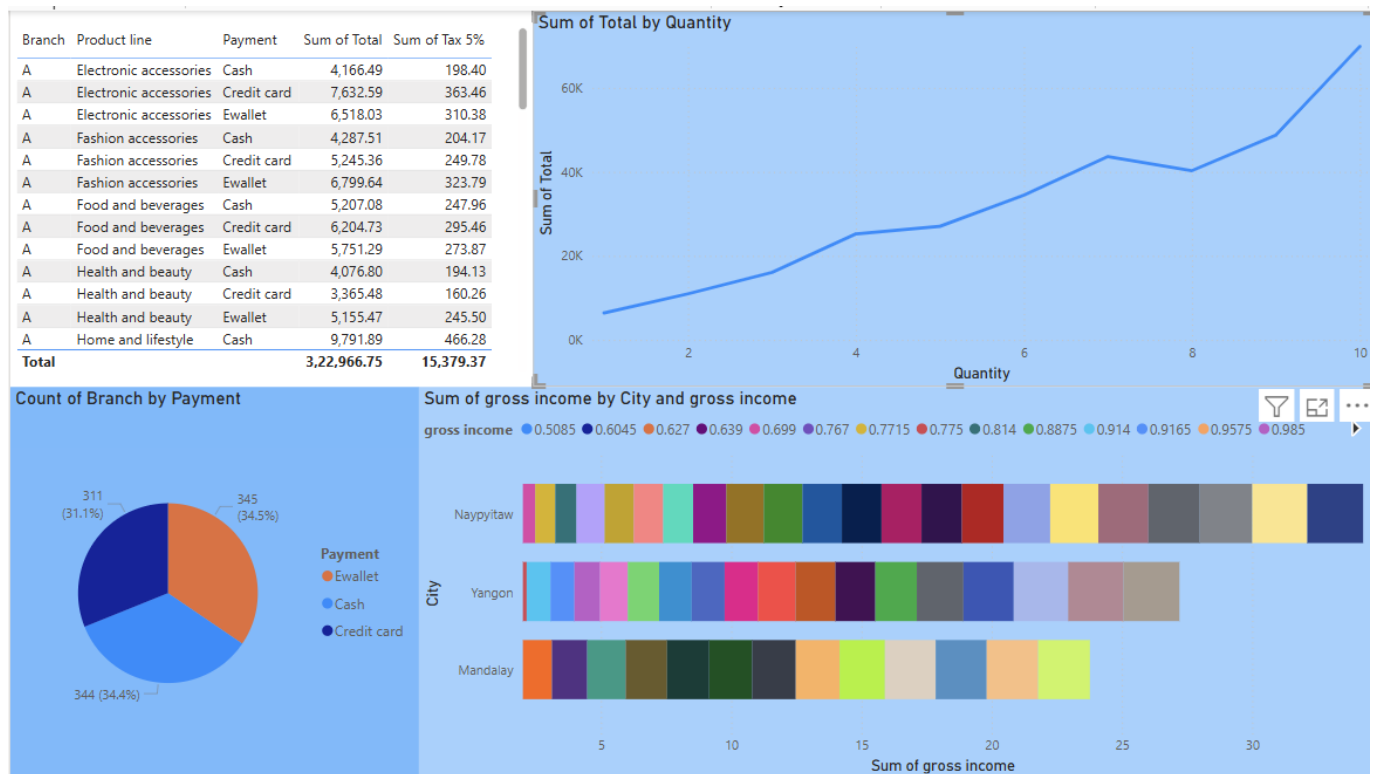 Branch Product line Payment Sum of Total Sum of Tax 5%
A Electronic accessories Cash 4,166.49 198.40
A Electronic accessories Credit card 7,632.59 363.46
A Electronic accessories Ewallet 6,518.03 310.38
A Fashion accessories Cash 4,287.51 204.17
A Fashion accessories Credit card 5,245.36 249.78
A Fashion accessories Ewallet 6,799.64 323.79
A Food and beverages Cash 5,207.08 247.96
A Food and beverages Credit card 6,204.73 295.46
A Food and beverages Ewallet 5,751.29 273.87
A Health and beauty Cash 4,076.80 194.13
A Health and beauty Credit card 3,365.48 160.26
A Health and beauty Ewallet 5,155.47 245.50
A Home and lifestyle Cash 9,791.89 466.28
Total 3,22,966.75 15,379.37
Sum of Total by Quantity
Sum of Total
60K
40K
20K
0K
2 4 6 8 10
Quantity
Count of Branch by Payment
311
(31.1%)
345
(34.5%)
344 (34.4%)
Payment
Ewallet
Cash
Credit card
Sum of gross income by City and gross income
gross income 0.5085 0.6045 0.627 0.639 0.699 0.767 0.7715 0.775 0.814 0.8875 0.914 0.9165 0.9575 0.985
City
Naypyitaw
Yangon
Mandalay
5 10 15 20 25 30
Sum of gross income